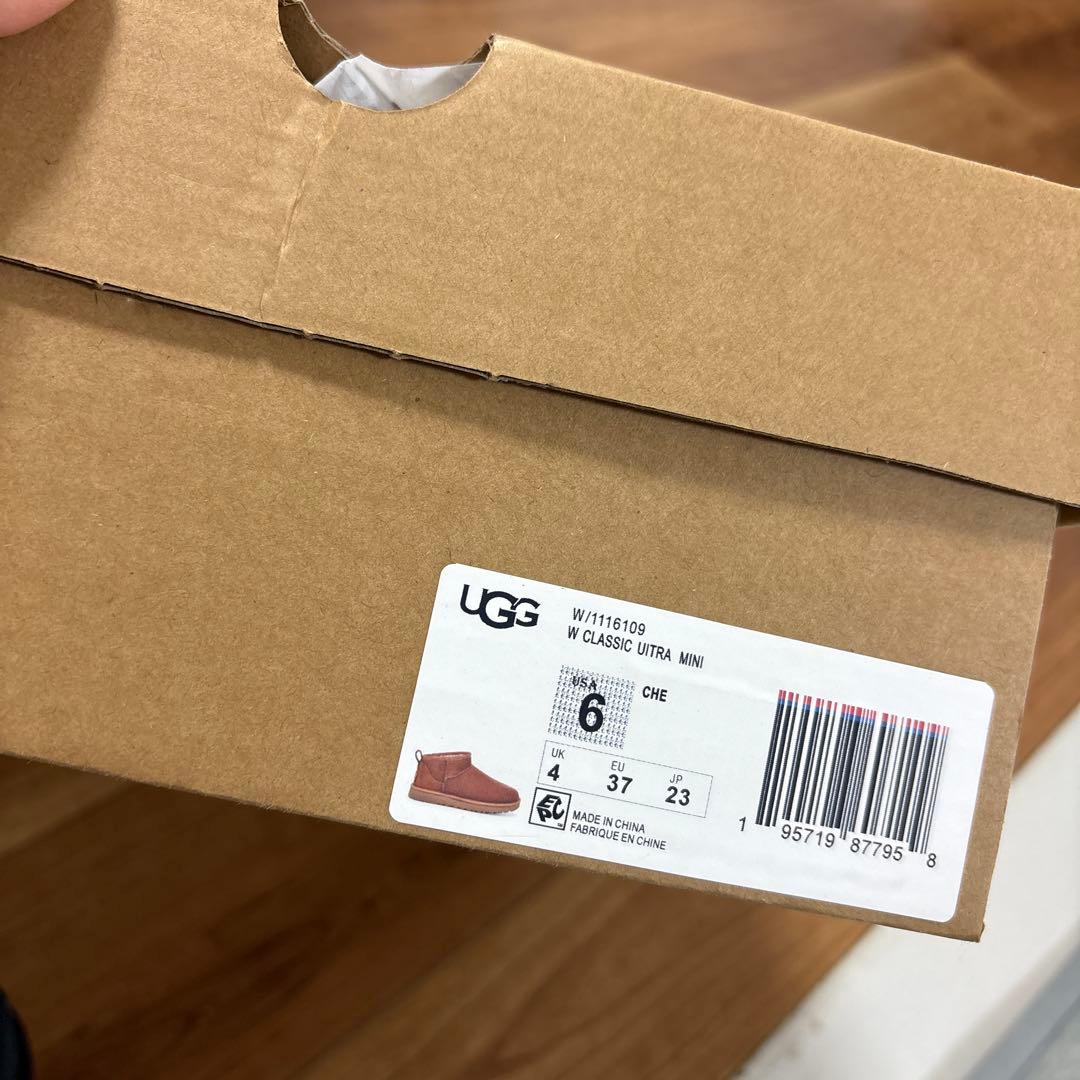 UGG
W/1116109
W CLASSIC UITRA MINI
USA
6
CHE
UK
4
EU
37
JP
23
EPC
MADE IN CHINA
FABRIQUE EN CHINE
1 95719 87795 8